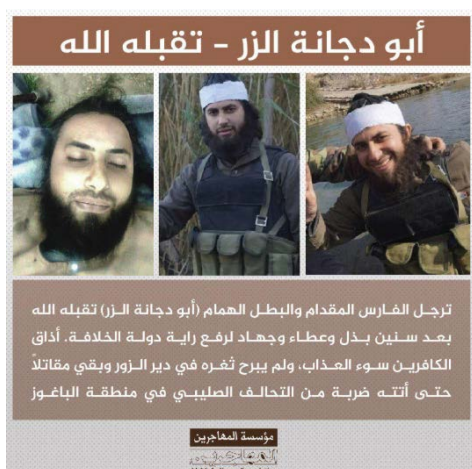 أبو دجانة الزر - تقبله الله
ترجل الفارس المقدام والبطل الهمام (أبو دجانة الزر) تقبله الله
بعد سنين بذل وعطاء وجهاد لرفع راية دولة الخلافة. أذاق
الكافرين سوء العذاب، ولم يبرح ثغره في دير الزور وبقي مقاتلاً
حتى أتته ضربة من التحالف الصليبي في منطقة الباغوز
مؤسسة المهاجرين
المهاجرين